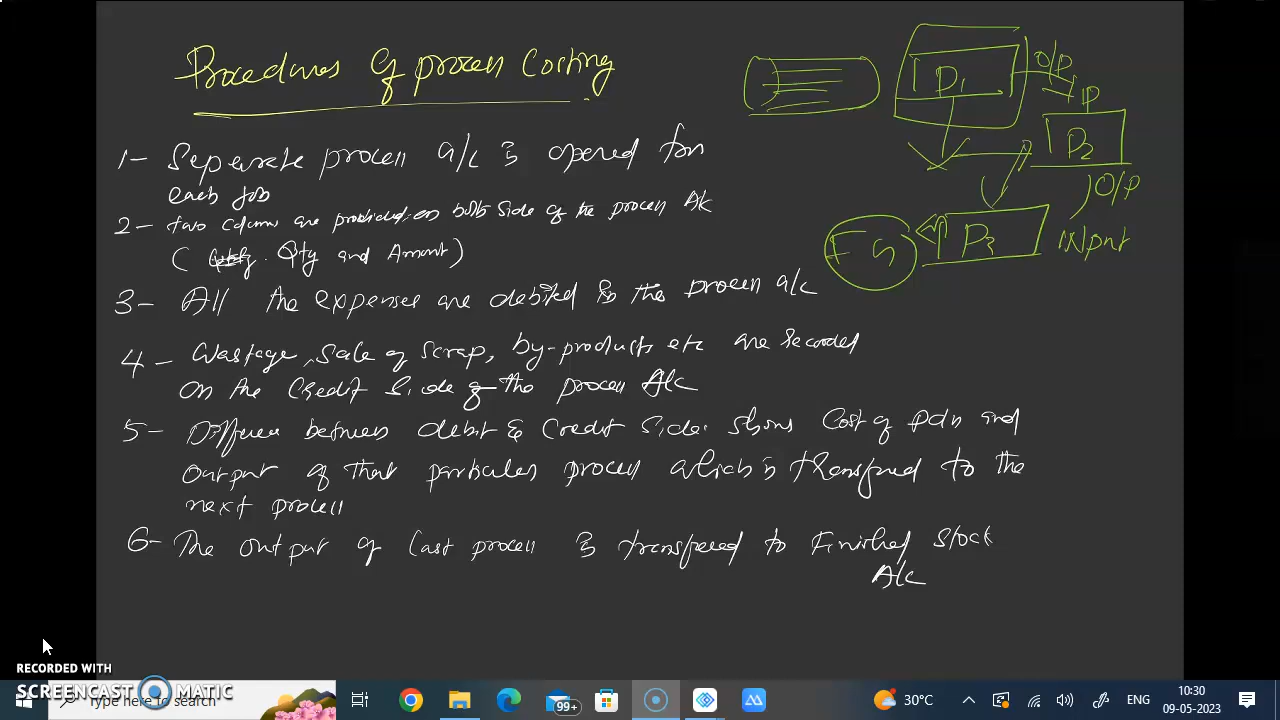 Procedures of process Costing
1- Separate process a/c is opened for
each Job
2- two column are provided on both side of the process A/c
( Qty and Amount )
3- All the expenses are debited to the process a/c
4- Wastage, Sale of Scrap, by-products etc are recorded
on the Credit Side of the process A/c
5- Difference between debit & Credit Side shows Cost of pdn and
output of that particular process which is transferred to the
next process
6- The output of last process is transferred to Finished Stock
A/c
P1
O/P
IP
P2
O/P
INput
P3
FG
RECORDED WITH
SCREENCAST MATIC
Type here to search
99+
30°C
ENG
10:30
09-05-2023